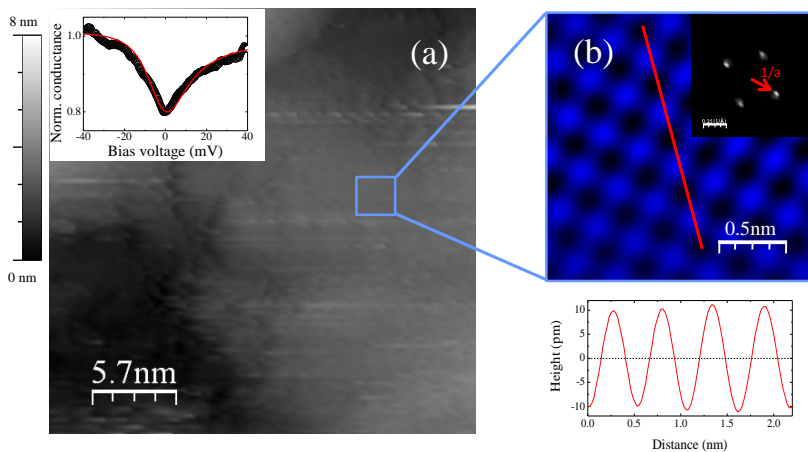 8 nm
0 nm
Norm. conductance
1.0
0.8
-40
-20
0
20
40
Bias voltage (mV)
(a)
5.7nm
(b)
1/a
0.5nm
Height (pm)
10
5
0
-5
-10
0.0
0.5
1.0
1.5
2.0
Distance (nm)